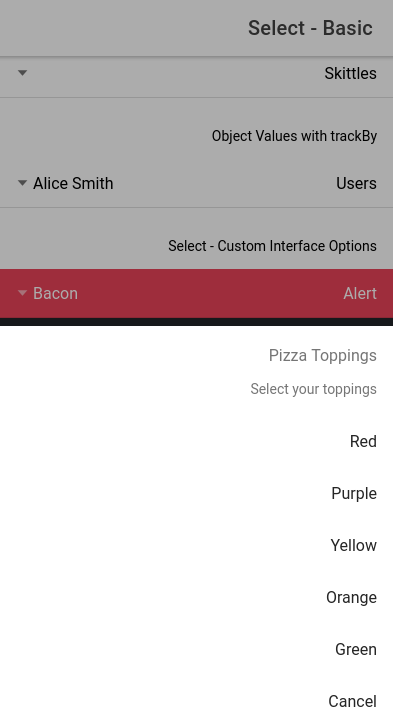 Select - Basic
Skittles
Object Values with trackBy
Users Alice Smith
Select - Custom Interface Options
Alert Bacon
Pizza Toppings
Select your toppings
Red
Purple
Yellow
Orange
Green
Cancel